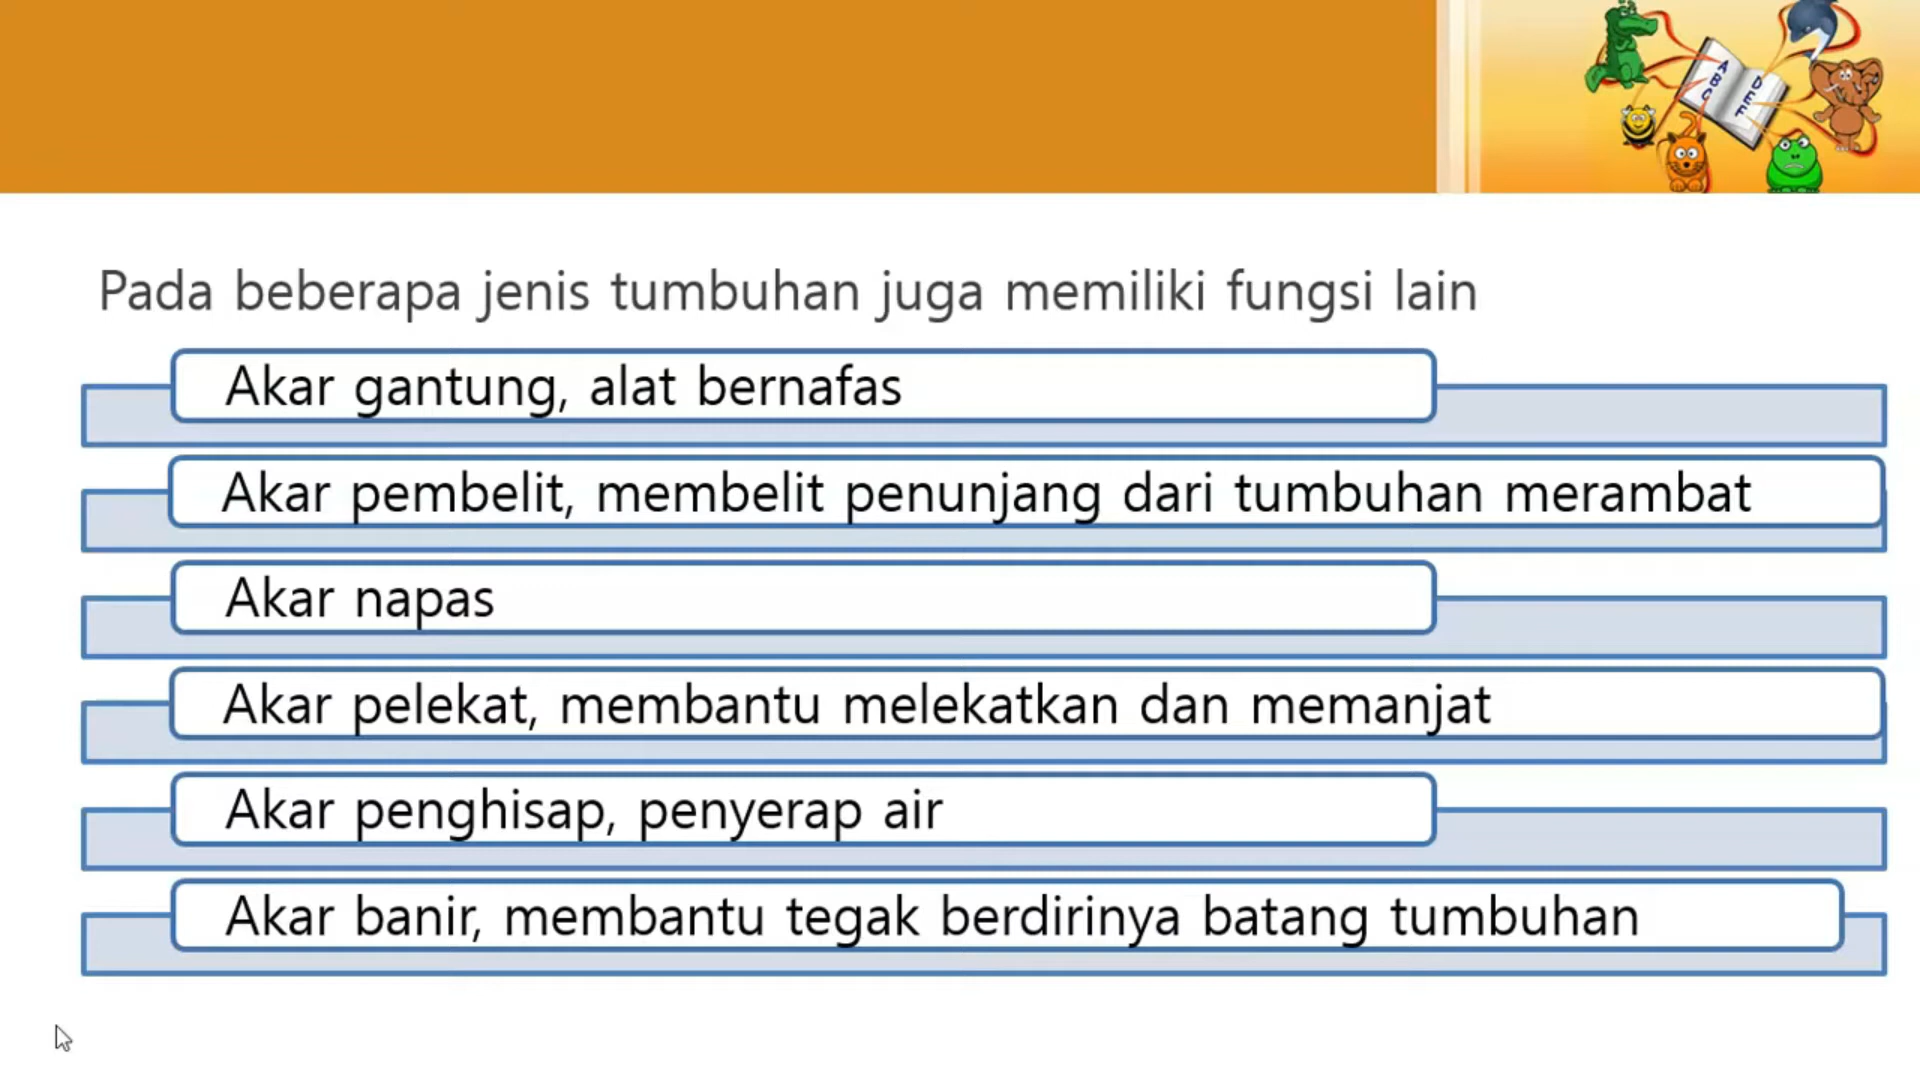 A B C
D E F
Pada beberapa jenis tumbuhan juga memiliki fungsi lain
Akar gantung, alat bernafas
Akar pembelit, membelit penunjang dari tumbuhan merambat
Akar napas
Akar pelekat, membantu melekatkan dan memanjat
Akar penghisap, penyerap air
Akar banir, membantu tegak berdirinya batang tumbuhan